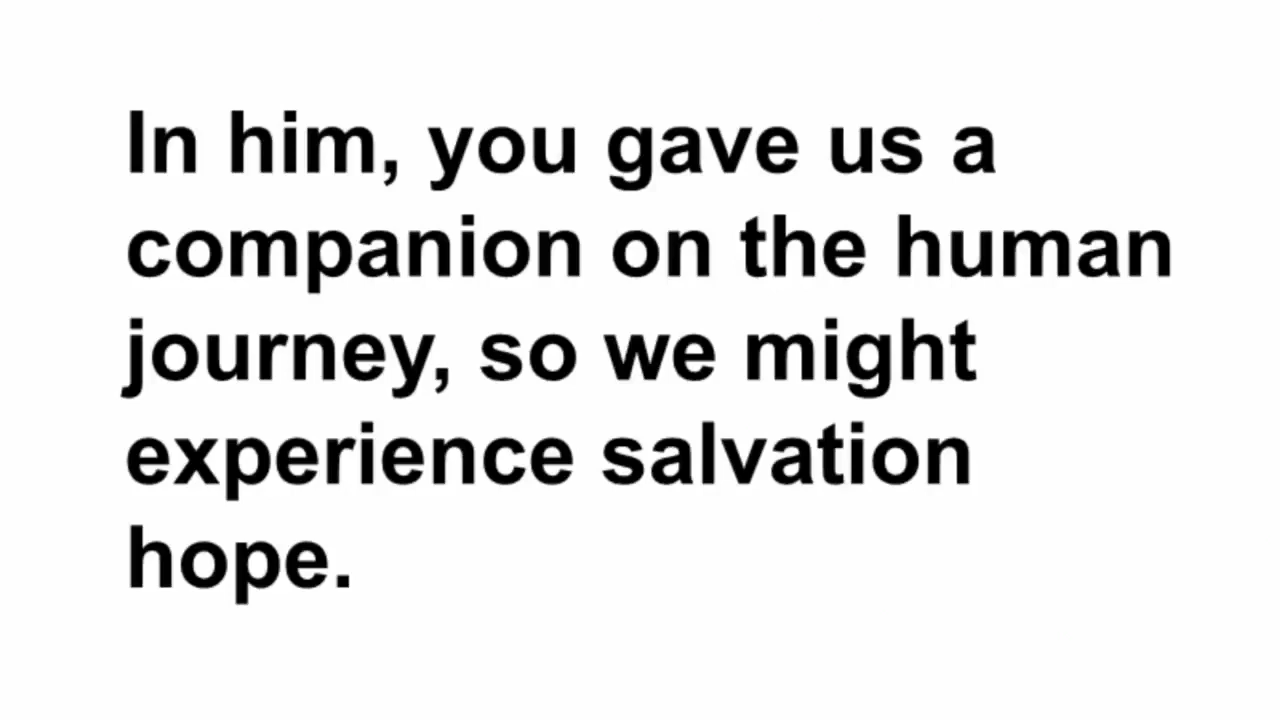 In him, you gave us a
companion on the human
journey, so we might
experience salvation
hope.